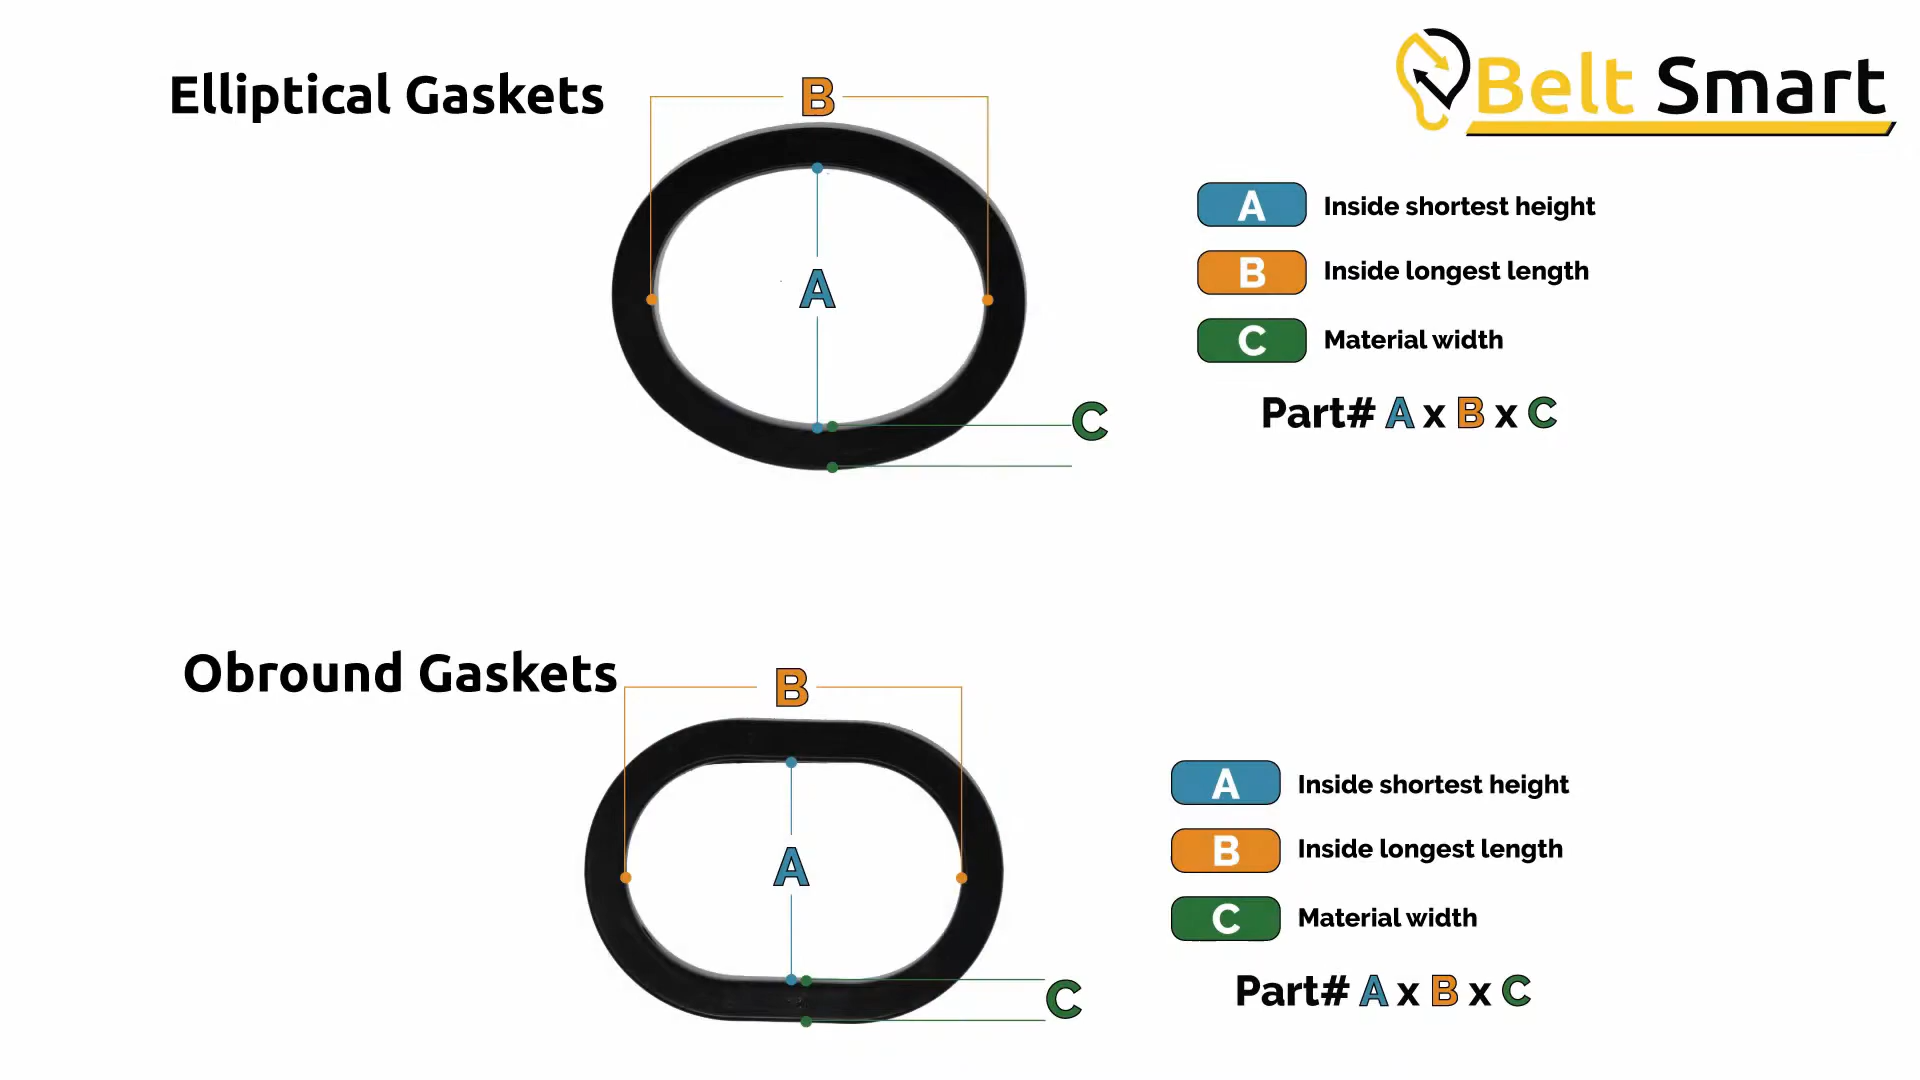 Belt Smart
Elliptical Gaskets
B
A
C
A Inside shortest height
B Inside longest length
C Material width
Part# A x B x C
Obround Gaskets
B
A
C
A Inside shortest height
B Inside longest length
C Material width
Part# A x B x C